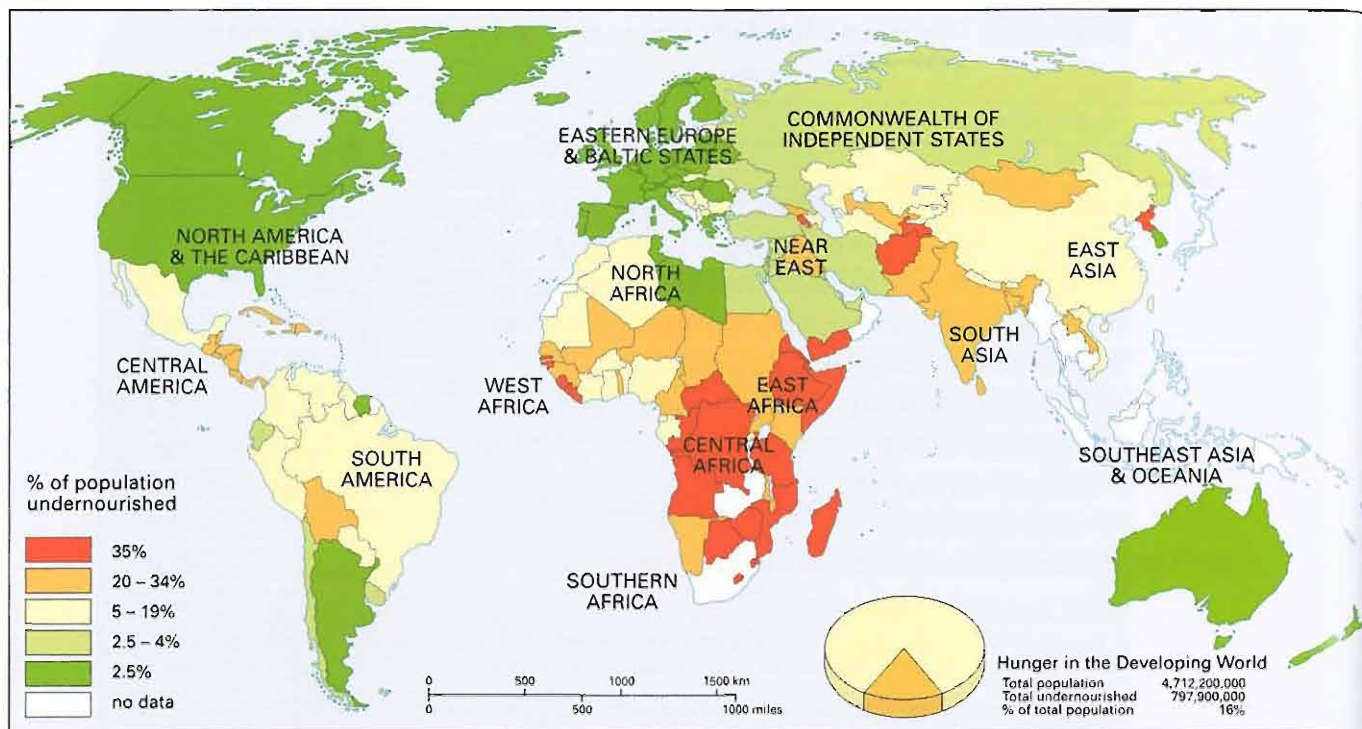 EASTERN EUROPE
& BALTIC STATES
COMMONWEALTH OF
INDEPENDENT STATES
NORTH AMERICA
& THE CARIBBEAN
NORTH
AFRICA
NEAR
EAST
EAST
ASIA
SOUTH
ASIA
CENTRAL
AMERICA
WEST
AFRICA
EAST
AFRICA
CENTRAL
AFRICA
SOUTH
AMERICA
SOUTHEAST ASIA
& OCEANIA
SOUTHERN
AFRICA
% of population
undernourished
35%
20 – 34%
5 – 19%
2.5 – 4%
2.5%
no data
0 500 1000 1500 km
0 500 1000 miles
Hunger in the Developing World
Total population 4,712,200,000
Total undernourished 797,900,000
% of total population 16%